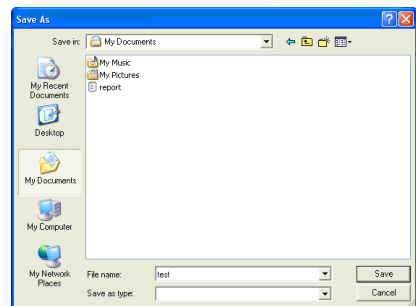 Save As
Save in:
My Documents
My Music
My Pictures
report
My Recent
Documents
Desktop
My Documents
My Computer
My Network
Places
File name:
test
Save
Save as type:
Cancel